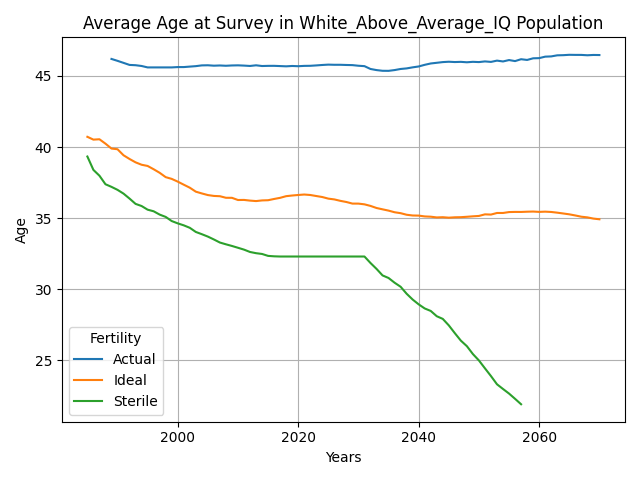 Average Age at Survey in White_Above_Average_IQ Population
Age
45
40
35
30
25
Fertility
Actual
Ideal
Sterile
2000
2020
2040
2060
Years